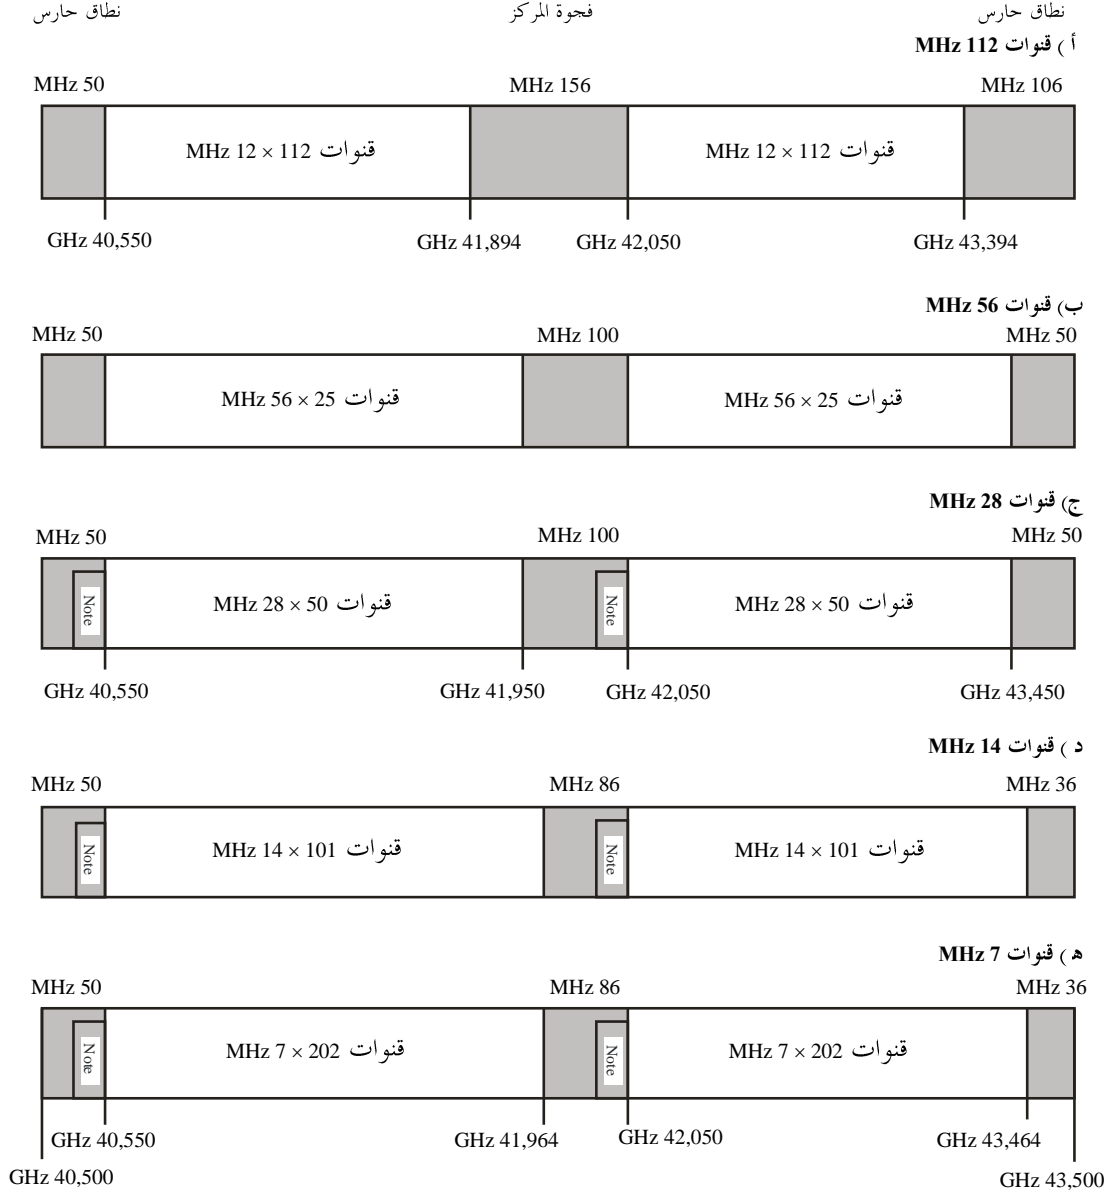 نطاق حارس فجوة المركز نطاق حارس
أ ) قنوات 112 MHz
MHz 50 MHz 156 MHz 106
قنوات MHz 12 × 112 قنوات MHz 12 × 112
GHz 40,550 GHz 41,894 GHz 42,050 GHz 43,394
ب) قنوات 56 MHz
MHz 50 MHz 100 MHz 50
قنوات MHz 56 × 25 قنوات MHz 56 × 25
ج) قنوات 28 MHz
MHz 50 MHz 100 MHz 50
Note قنوات MHz 28 × 50 Note قنوات MHz 28 × 50
GHz 40,550 GHz 41,950 GHz 42,050 GHz 43,450
د ) قنوات 14 MHz
MHz 50 MHz 86 MHz 36
Note قنوات MHz 14 × 101 Note قنوات MHz 14 × 101
ه ) قنوات 7 MHz
MHz 50 MHz 86 MHz 36
Note قنوات MHz 7 × 202 Note قنوات MHz 7 × 202
GHz 40,550 GHz 41,964 GHz 42,050 GHz 43,464
GHz 40,500 GHz 43,500